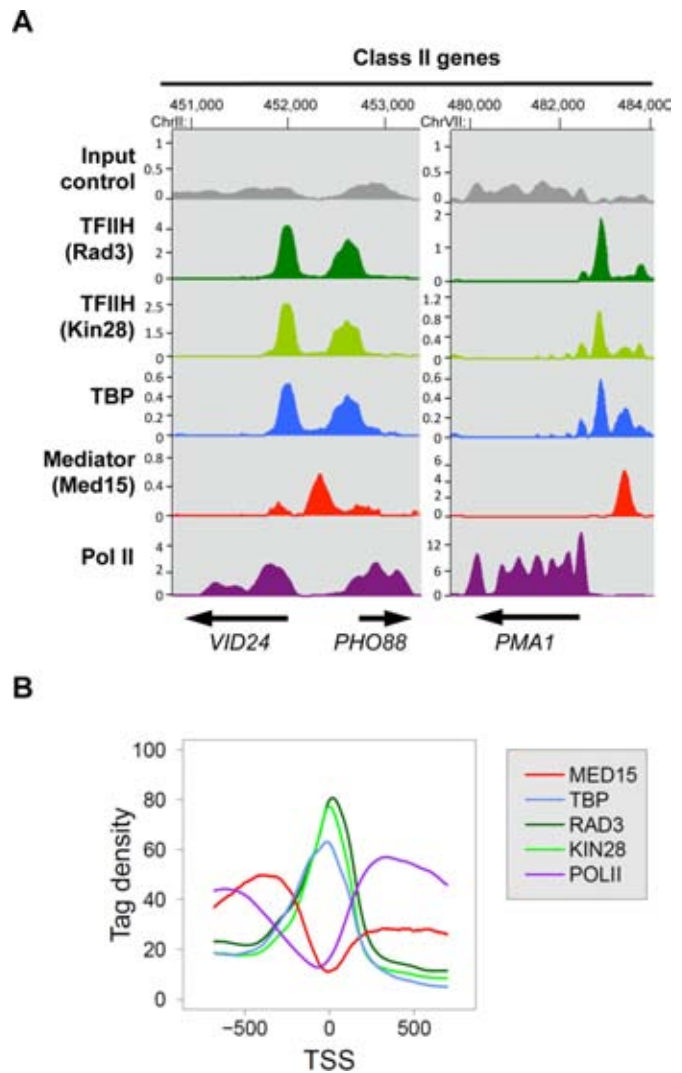 A
Class II genes
451,000 452,000 453,000 480,000 482,000 484,000
ChrII: ChrVII:
Input control
1 0.5 0 1 0.5 0
TFIIH (Rad3)
4 2 0 2 1 0
TFIIH (Kin28)
2.5 1.5 0 1.2 0.8 0.4 0
TBP
0.6 0.4 0.2 0 0.6 0.4 0.2 0
Mediator (Med15)
0.8 0.4 0 6 4 2 0
Pol II
4 2 0 12 6 0
VID24 PHO88 PMA1
B
100
80
60
40
20
0
Tag density
−500 0 500
TSS
MED15
TBP
RAD3
KIN28
POLII